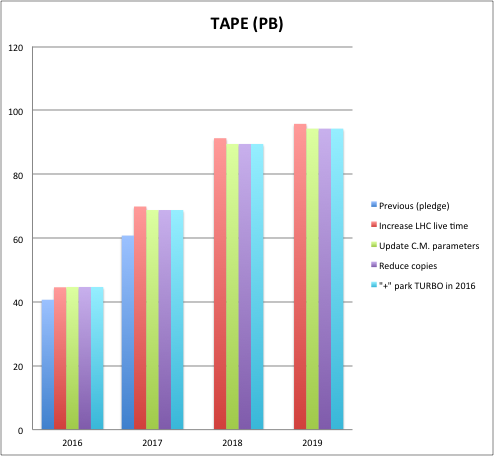 TAPE (PB)
120
100
80
60
40
20
0
2016 2017 2018 2019
Previous (pledge)
Increase LHC live time
Update C.M. parameters
Reduce copies
"+" park TURBO in 2016